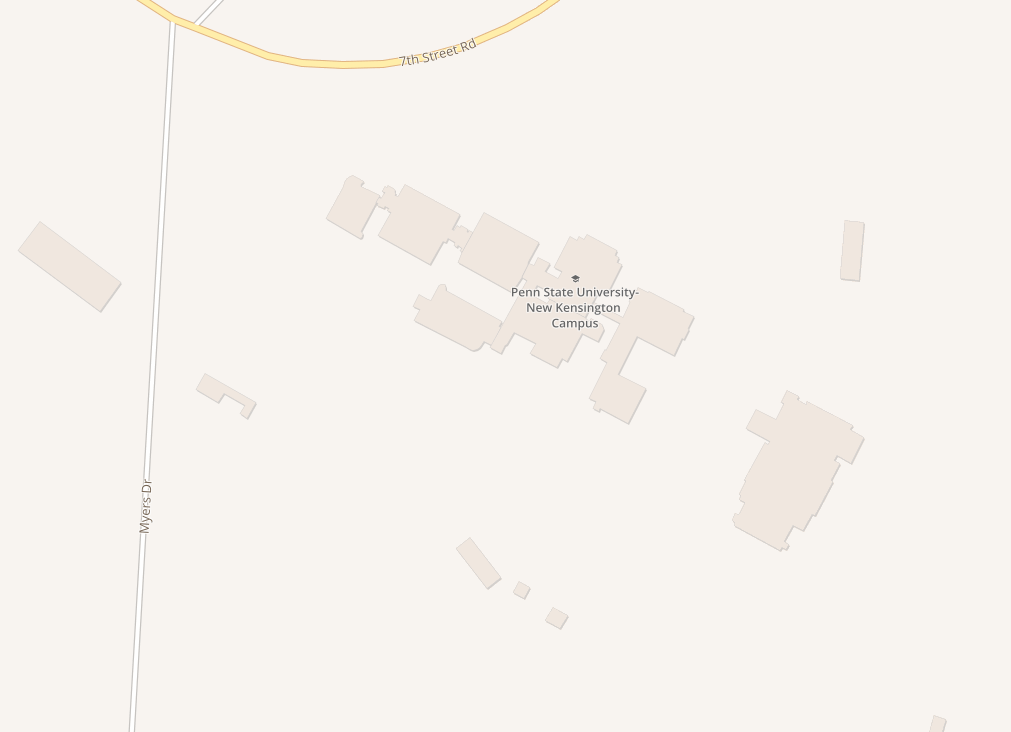 7th Street Rd
Penn State University-
New Kensington
Campus
Myers Dr